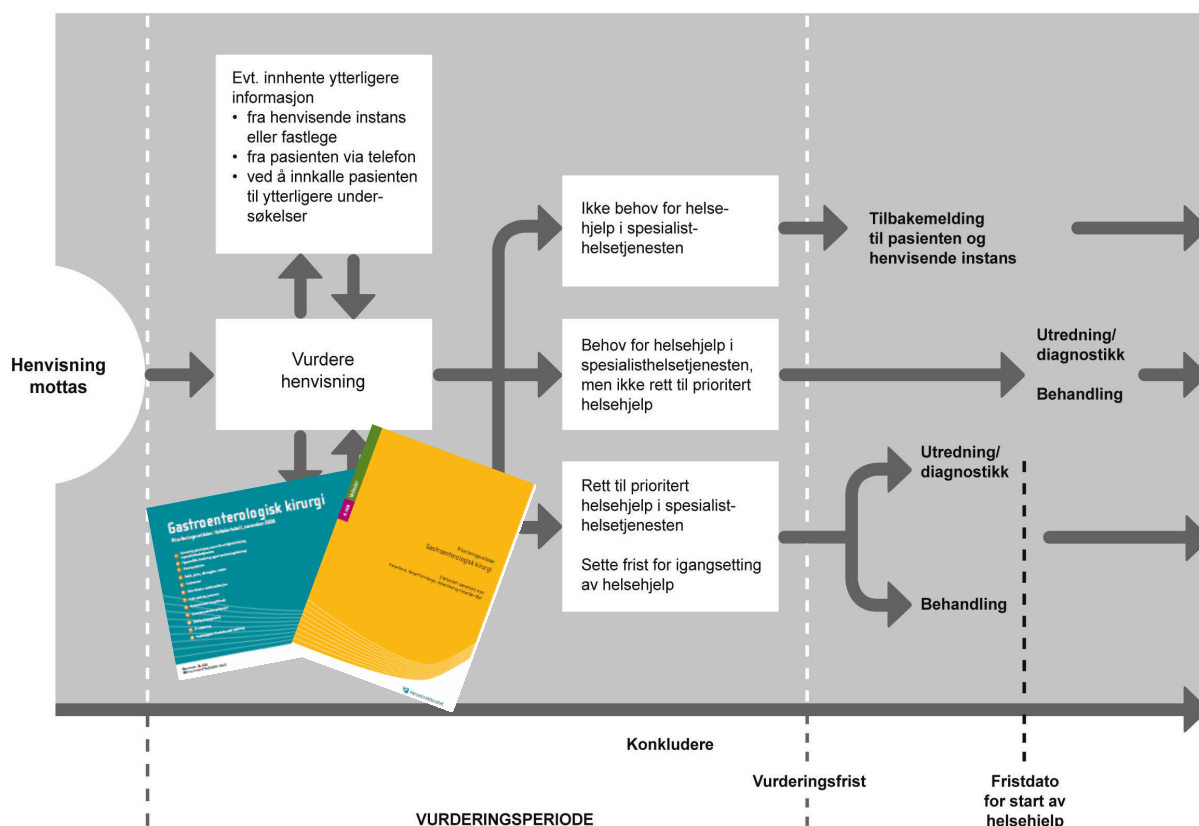 Evt. innhente ytterligere
informasjon
• fra henvisende instans
eller fastlege
• fra pasienten via telefon
• ved å innkalle pasienten
til ytterligere under-
søkelser
Henvisning
mottas
Vurdere
henvisning
Ikke behov for helse-
hjelp i spesialist-
helsetjenesten
Tilbakemelding
til pasienten og
henvisende instans
Behov for helsehjelp i
spesialisthelsetjenesten,
men ikke rett til prioritert
helsehjelp
Utredning/
diagnostikk
Behandling
Rett til prioritert
helsehjelp i spesialist-
helsetjenesten
Sette frist for igangsetting
av helsehjelp
Utredning/
diagnostikk
Behandling
Gastroenterologisk kirurgi
Gastroenterologisk kirurgi
Konkludere
Vurderingsfrist
Fristdato
for start av
helsehjelp
VURDERINGSPERIODE